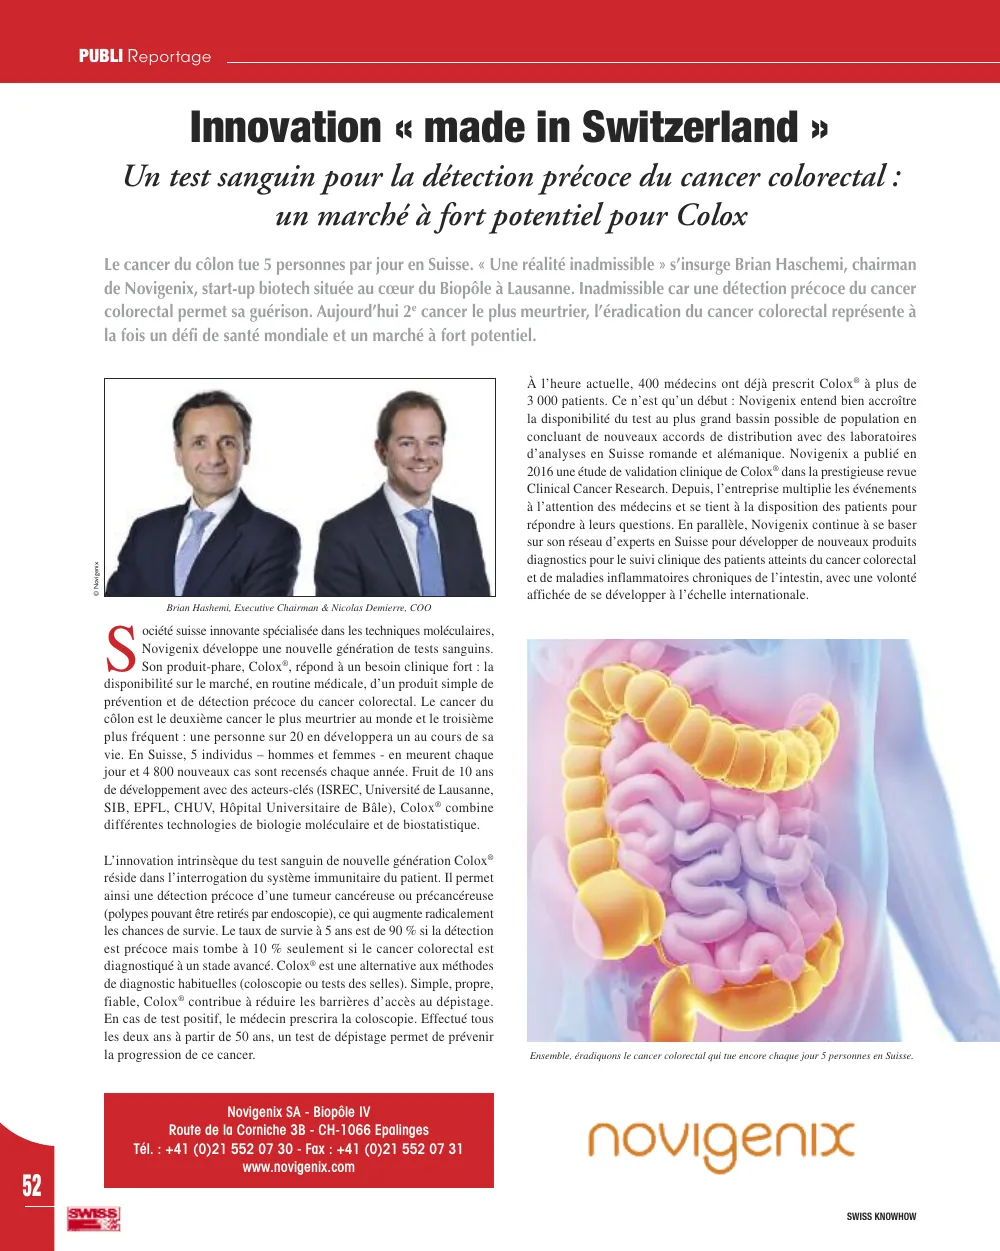 PUBLI Reportage
Innovation « made in Switzerland »
Un test sanguin pour la détection précoce du cancer colorectal :
un marché à fort potentiel pour Colox
Le cancer du côlon tue 5 personnes par jour en Suisse. « Une réalité inadmissible » s’insurge Brian Haschemi, chairman
de Novigenix, start-up biotech située au cœur du Biopôle à Lausanne. Inadmissible car une détection précoce du cancer
colorectal permet sa guérison. Aujourd’hui 2e cancer le plus meurtrier, l’éradication du cancer colorectal représente à
la fois un défi de santé mondiale et un marché à fort potentiel.
© Novigenix
Brian Hashemi, Executive Chairman & Nicolas Demierre, COO
Société suisse innovante spécialisée dans les techniques moléculaires,
Novigenix développe une nouvelle génération de tests sanguins.
Son produit-phare, Colox®, répond à un besoin clinique fort : la
disponibilité sur le marché, en routine médicale, d’un produit simple de
prévention et de détection précoce du cancer colorectal. Le cancer du
côlon est le deuxième cancer le plus meurtrier au monde et le troisième
plus fréquent : une personne sur 20 en développera un au cours de sa
vie. En Suisse, 5 individus – hommes et femmes - en meurent chaque
jour et 4 800 nouveaux cas sont recensés chaque année. Fruit de 10 ans
de développement avec des acteurs-clés (ISREC, Université de Lausanne,
SIB, EPFL, CHUV, Hôpital Universitaire de Bâle), Colox® combine
différentes technologies de biologie moléculaire et de biostatistique.
L’innovation intrinsèque du test sanguin de nouvelle génération Colox®
réside dans l’interrogation du système immunitaire du patient. Il permet
ainsi une détection précoce d’une tumeur cancéreuse ou précancéreuse
(polypes pouvant être retirés par endoscopie), ce qui augmente radicalement
les chances de survie. Le taux de survie à 5 ans est de 90 % si la détection
est précoce mais tombe à 10 % seulement si le cancer colorectal est
diagnostiqué à un stade avancé. Colox® est une alternative aux méthodes
de diagnostic habituelles (coloscopie ou tests des selles). Simple, propre,
fiable, Colox® contribue à réduire les barrières d’accès au dépistage.
En cas de test positif, le médecin prescrira la coloscopie. Effectué tous
les deux ans à partir de 50 ans, un test de dépistage permet de prévenir
la progression de ce cancer.
À l’heure actuelle, 400 médecins ont déjà prescrit Colox® à plus de
3 000 patients. Ce n’est qu’un début : Novigenix entend bien accroître
la disponibilité du test au plus grand bassin possible de population en
concluant de nouveaux accords de distribution avec des laboratoires
d’analyses en Suisse romande et alémanique. Novigenix a publié en
2016 une étude de validation clinique de Colox® dans la prestigieuse revue
Clinical Cancer Research. Depuis, l’entreprise multiplie les événements
à l’attention des médecins et se tient à la disposition des patients pour
répondre à leurs questions. En parallèle, Novigenix continue à se baser
sur son réseau d’experts en Suisse pour développer de nouveaux produits
diagnostics pour le suivi clinique des patients atteints du cancer colorectal
et de maladies inflammatoires chroniques de l’intestin, avec une volonté
affichée de se développer à l’échelle internationale.
Ensemble, éradiquons le cancer colorectal qui tue encore chaque jour 5 personnes en Suisse.
Novigenix SA - Biopôle IV
Route de la Corniche 3B - CH-1066 Epalinges
Tél. : +41 (0)21 552 07 30 - Fax : +41 (0)21 552 07 31
www.novigenix.com
novigenix
52
SWISS
SWISS KNOWHOW